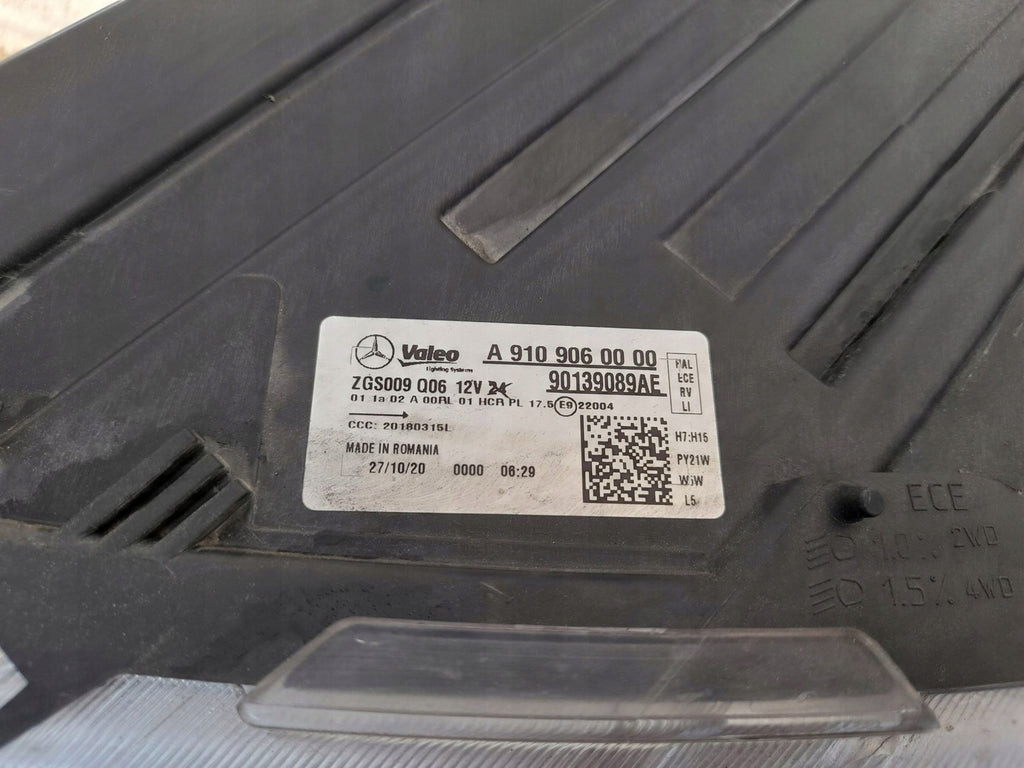 Valeo
Lighting Systems
A 910 906 00 00
ZGS009 Q06 12V
90139089AE
01 1a 02 A 00RL 01 HCR PL 17.5 E9 22004
CCC: 20180315L
MADE IN ROMANIA
27/10/20 0000 06:29
HAL
ECE
RV
LI
H7:H15
PY21W
W5W
L5
ECE
1.0% 2WD
1.5% 4WD